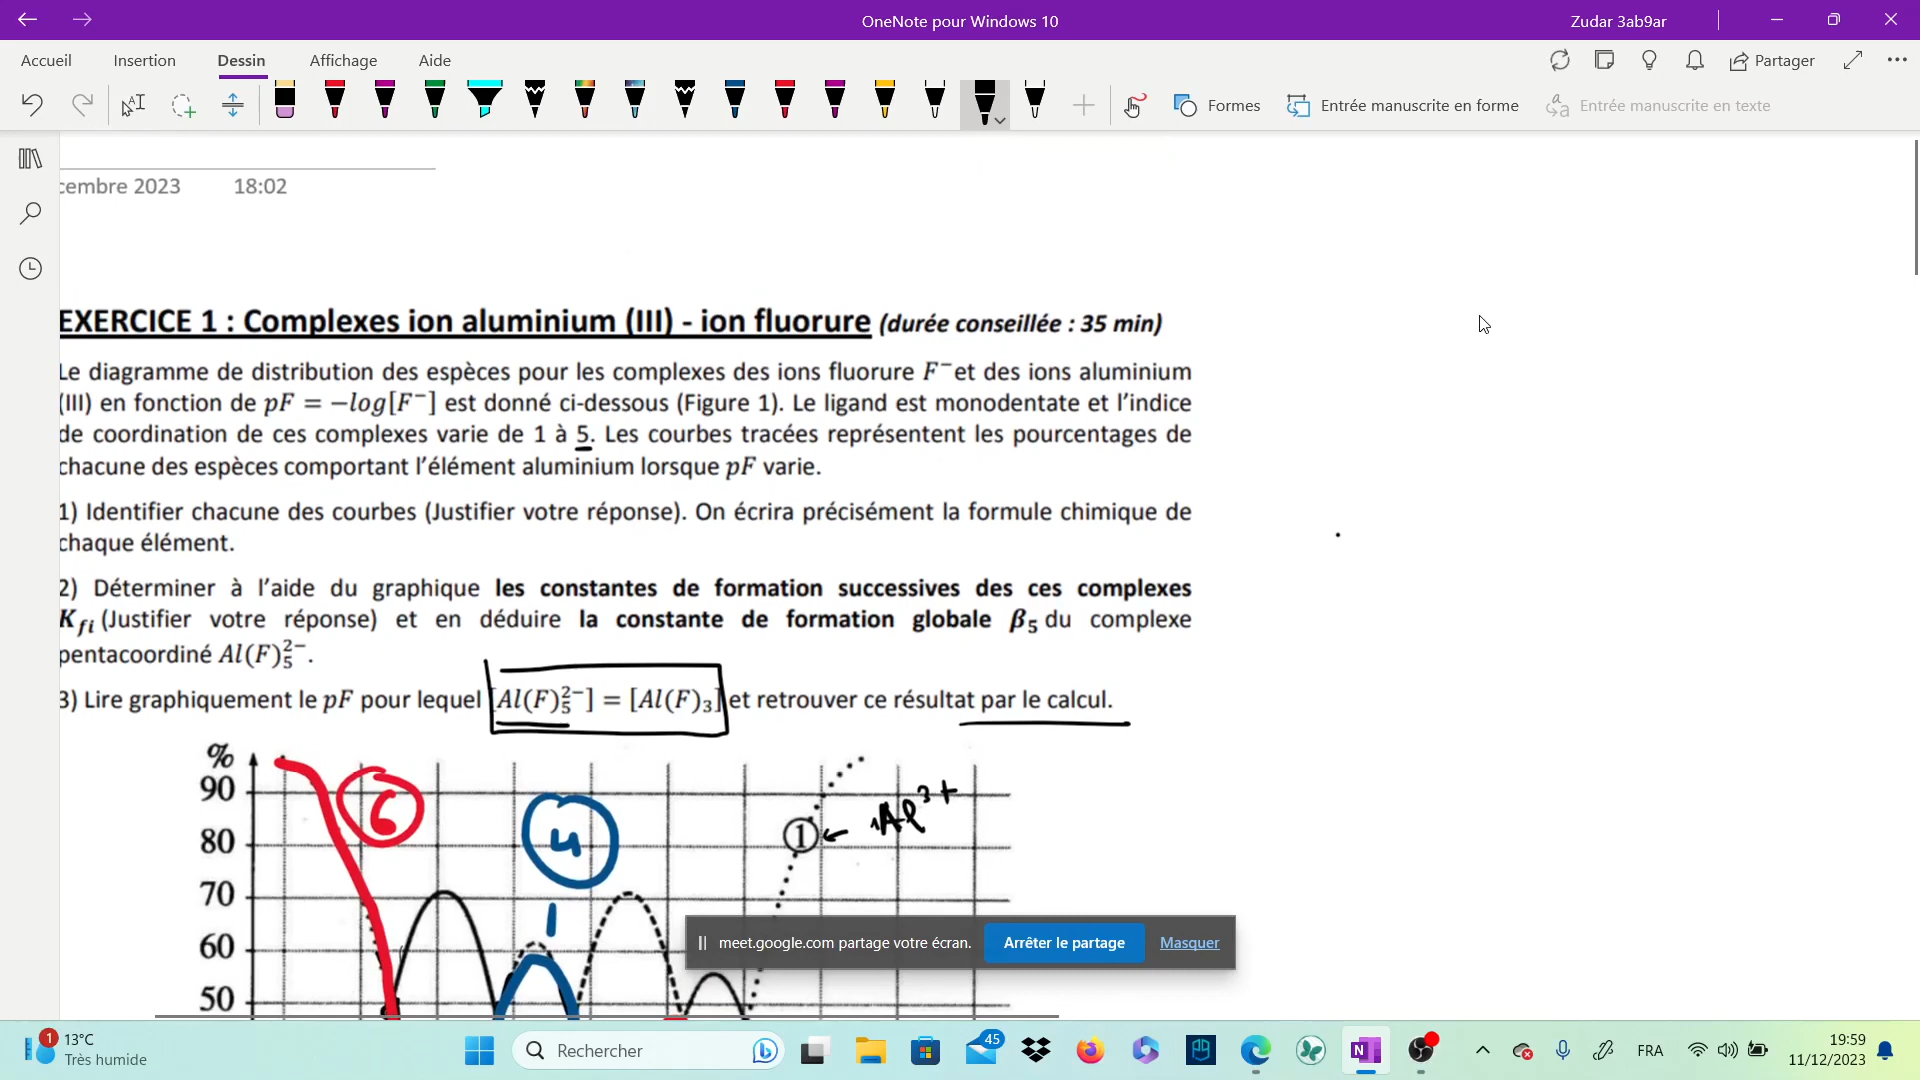 OneNote pour Windows 10
Zudar 3ab9ar
Accueil Insertion Dessin Affichage Aide
Partager
Formes
Entrée manuscrite en forme
Entrée manuscrite en texte
cembre 2023 18:02
EXERCICE 1 : Complexes ion aluminium (III) - ion fluorure (durée conseillée : 35 min)
Le diagramme de distribution des espèces pour les complexes des ions fluorure F⁻et des ions aluminium
(III) en fonction de pF = −log[F⁻] est donné ci-dessous (Figure 1). Le ligand est monodentate et l'indice
de coordination de ces complexes varie de 1 à 5. Les courbes tracées représentent les pourcentages de
chacune des espèces comportant l'élément aluminium lorsque pF varie.
1) Identifier chacune des courbes (Justifier votre réponse). On écrira précisément la formule chimique de
chaque élément.
2) Déterminer à l'aide du graphique les constantes de formation successives des ces complexes
K_fi (Justifier votre réponse) et en déduire la constante de formation globale β₅ du complexe
pentacoordiné Al(F)₅²⁻.
3) Lire graphiquement le pF pour lequel [Al(F)₅²⁻] = [Al(F)₃] et retrouver ce résultat par le calcul.
%
90
80
70
60
50
6
4
1
Al³⁺
meet.google.com partage votre écran.
Arrêter le partage
Masquer
1
13°C
Très humide
Rechercher
45
FRA
19:59
11/12/2023